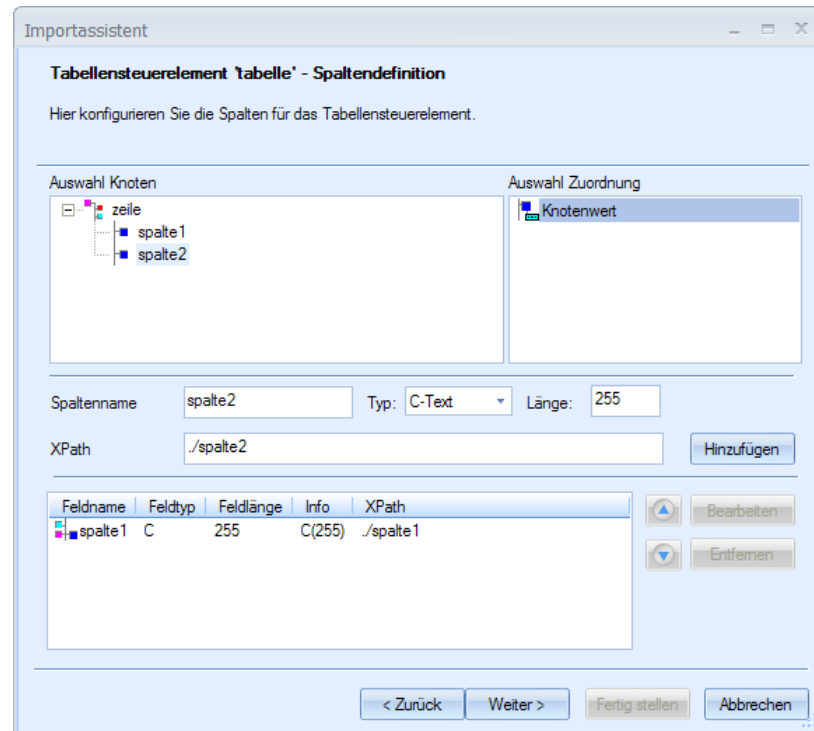 Importassistent
Tabellensteuerelement 'tabelle' - Spaltendefinition
Hier konfigurieren Sie die Spalten für das Tabellensteuerelement.
Auswahl Knoten
Auswahl Zuordnung
zeile
spalte1
spalte2
Knotenwert
Spaltenname spalte2 Typ: C-Text Länge: 255
XPath ./spalte2 Hinzufügen
Feldname Feldtyp Feldlänge Info XPath
spalte1 C 255 C(255) ./spalte1
Bearbeiten
Entfernen
< Zurück Weiter > Fertig stellen Abbrechen